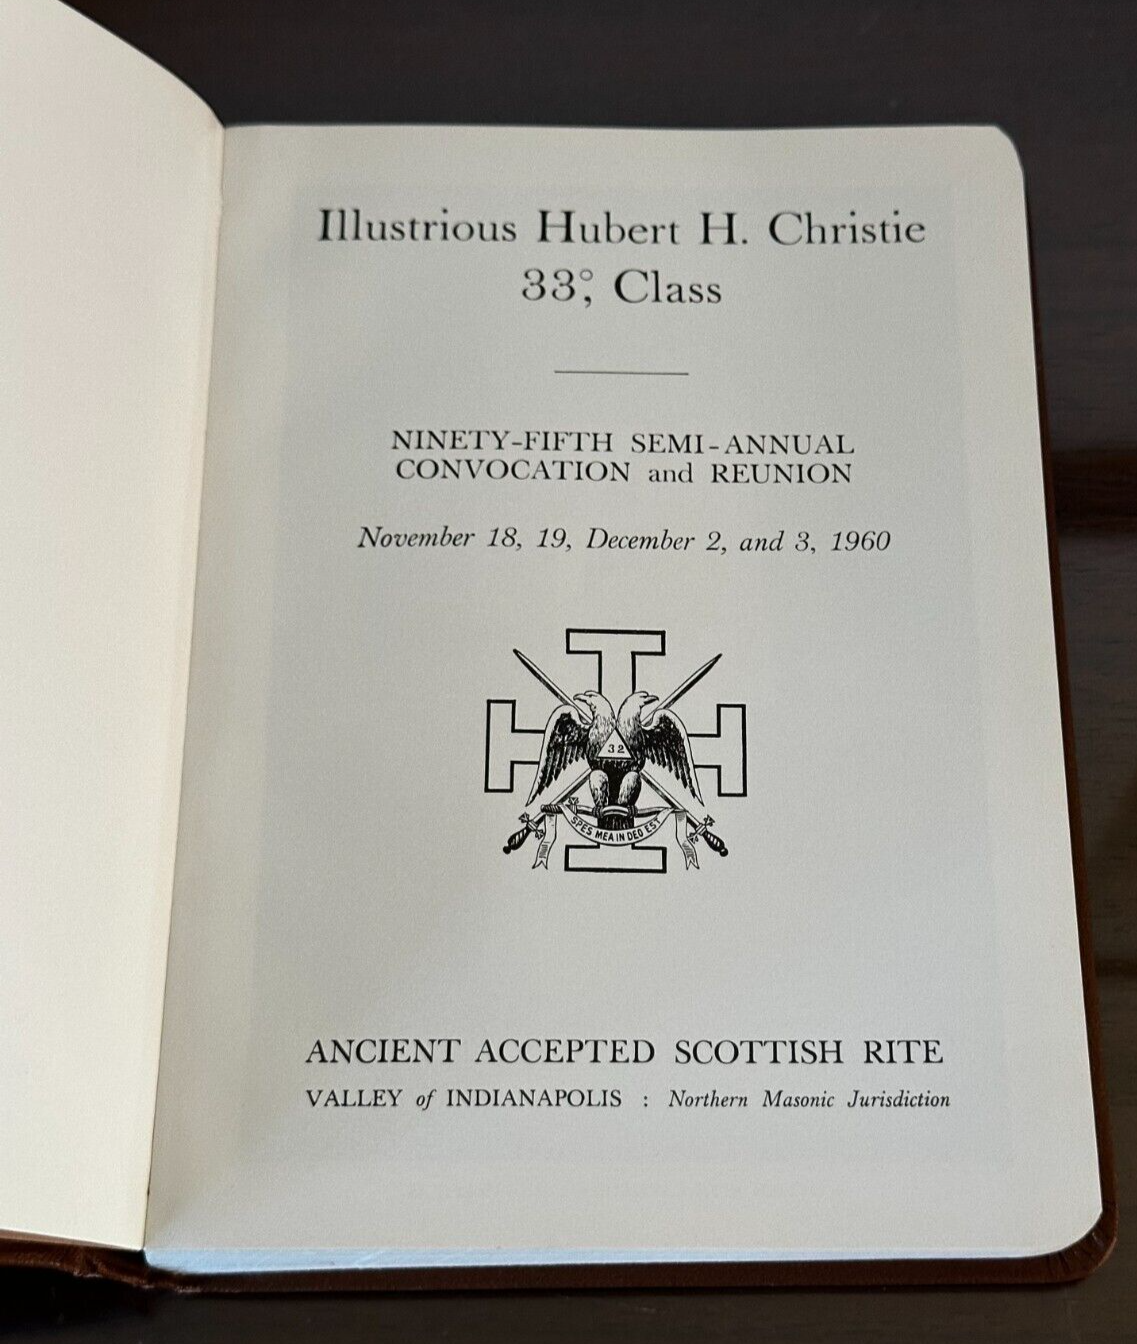 Illustrious Hubert H. Christie
33°, Class
NINETY-FIFTH SEMI-ANNUAL
CONVOCATION and REUNION
November 18, 19, December 2, and 3, 1960
32
SPES MEA IN DEO EST
ANCIENT ACCEPTED SCOTTISH RITE
VALLEY of INDIANAPOLIS : Northern Masonic Jurisdiction